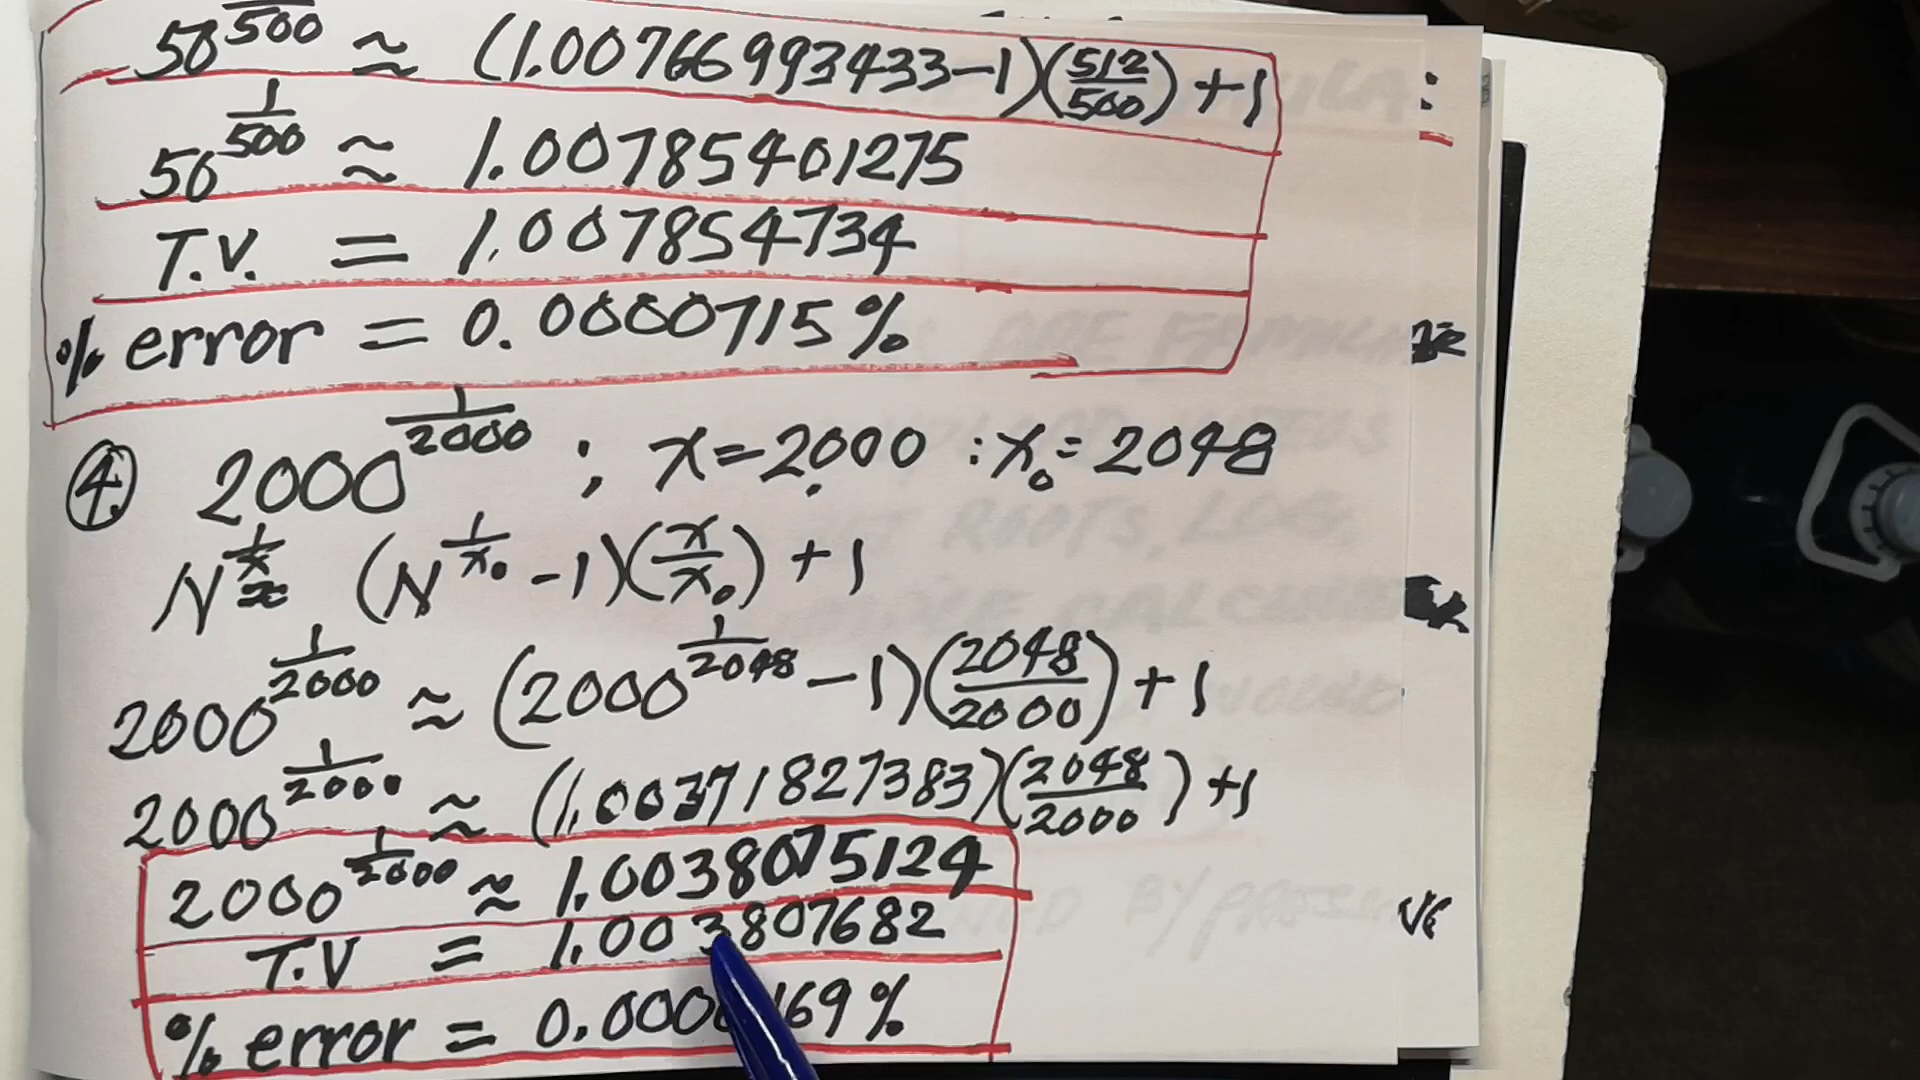 50^(1/500) ≈ (1.00766993433-1)(512/500)+1
50^(1/500) ≈ 1.00785401275
T.V. = 1.007854734
% error = 0.0000715%
④. 2000^(1/2000) ; x=2000 : x₀=2048
N^(1/x) ≈ (N^(1/x₀) -1)(x/x₀)+1
2000^(1/2000) ≈ (2000^(1/2048) -1)(2048/2000)+1
2000^(1/2000) ≈ (1.00371827383)(2048/2000)+1
2000^(1/2000) ≈ 1.0038075124
T.V = 1.003807682
% error =